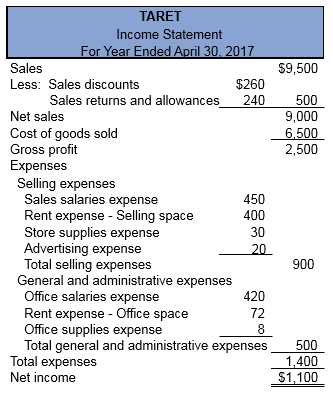 TARET
Income Statement
For Year Ended April 30, 2017
Sales $9,500
Less: Sales discounts $260
Sales returns and allowances 240 500
Net sales 9,000
Cost of goods sold 6,500
Gross profit 2,500
Expenses
Selling expenses
Sales salaries expense 450
Rent expense - Selling space 400
Store supplies expense 30
Advertising expense 20
Total selling expenses 900
General and administrative expenses
Office salaries expense 420
Rent expense - Office space 72
Office supplies expense 8
Total general and administrative expenses 500
Total expenses 1,400
Net income $1,100